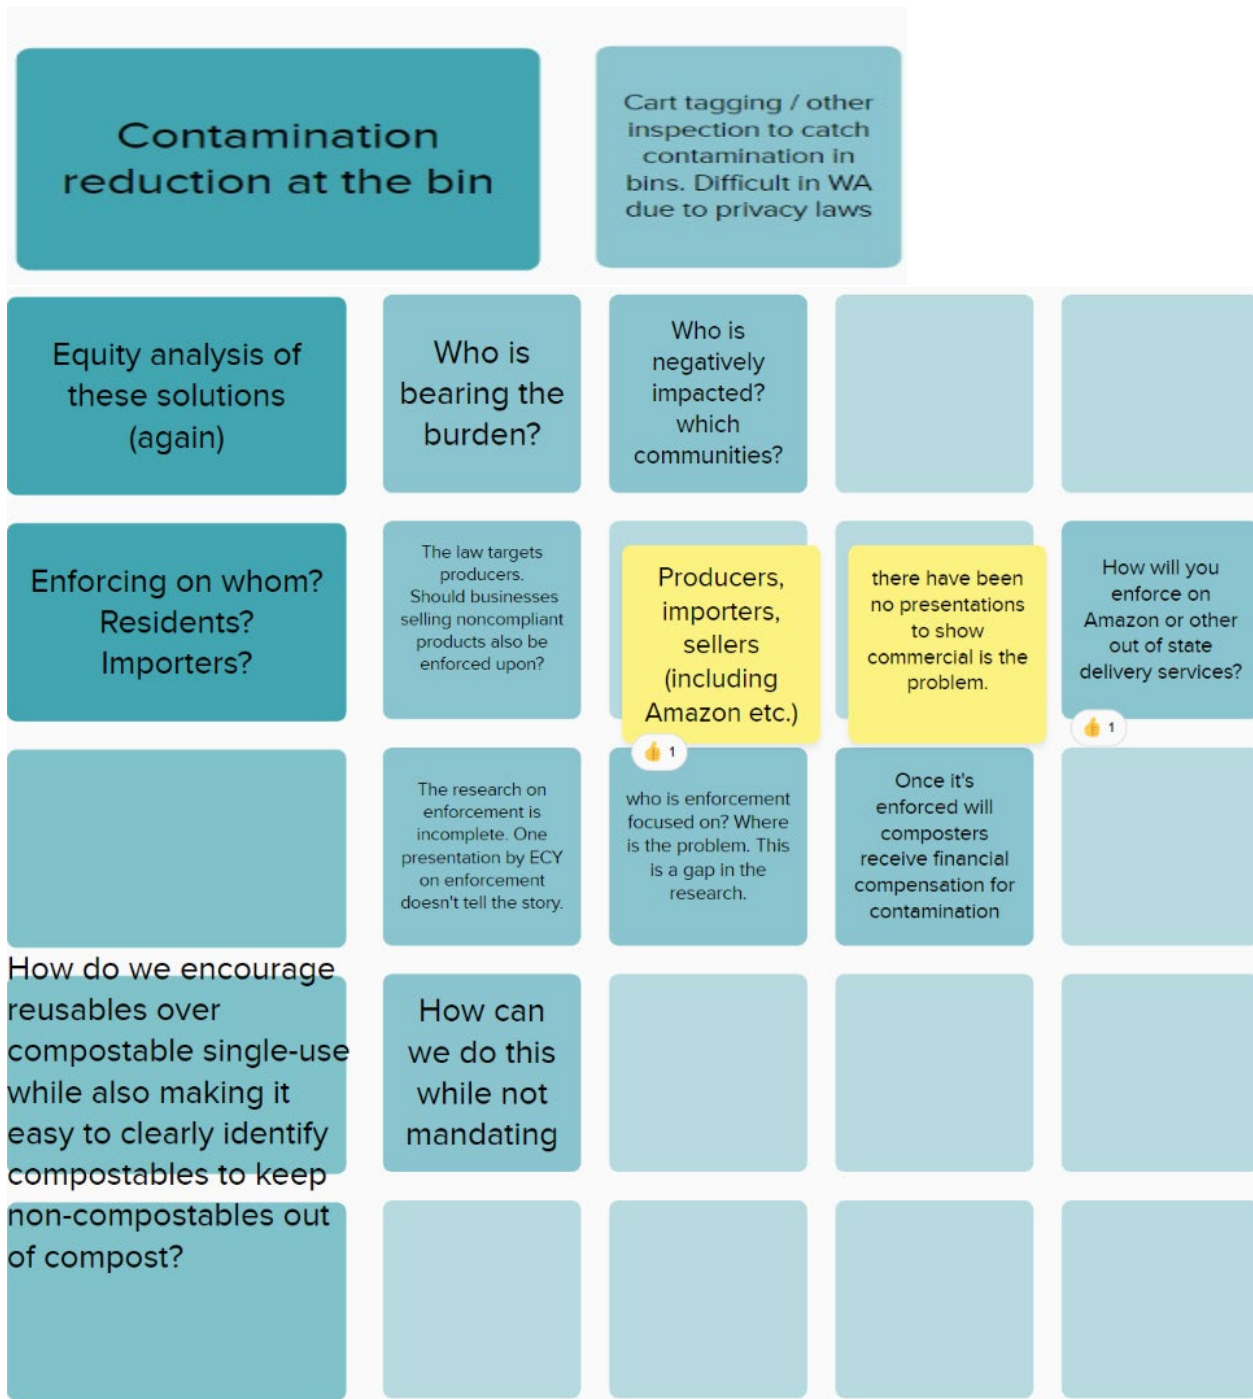 Contamination
reduction at the bin
Cart tagging / other
inspection to catch
contamination in
bins. Difficult in WA
due to privacy laws
Equity analysis of
these solutions
(again)
Who is
bearing the
burden?
Who is
negatively
impacted?
which
communities?
Enforcing on whom?
Residents?
Importers?
The law targets
producers.
Should businesses
selling noncompliant
products also be
enforced upon?
Producers,
importers,
sellers
(including
Amazon etc.)
👍 1
there have been
no presentations
to show
commercial is the
problem.
How will you
enforce on
Amazon or other
out of state
delivery services?
👍 1
The research on
enforcement is
incomplete. One
presentation by ECY
on enforcement
doesn't tell the story.
who is enforcement
focused on? Where
is the problem. This
is a gap in the
research.
Once it's
enforced will
composters
receive financial
compensation for
contamination
How do we encourage
reusables over
compostable single-use
while also making it
easy to clearly identify
compostables to keep
non-compostables out
of compost?
How can
we do this
while not
mandating